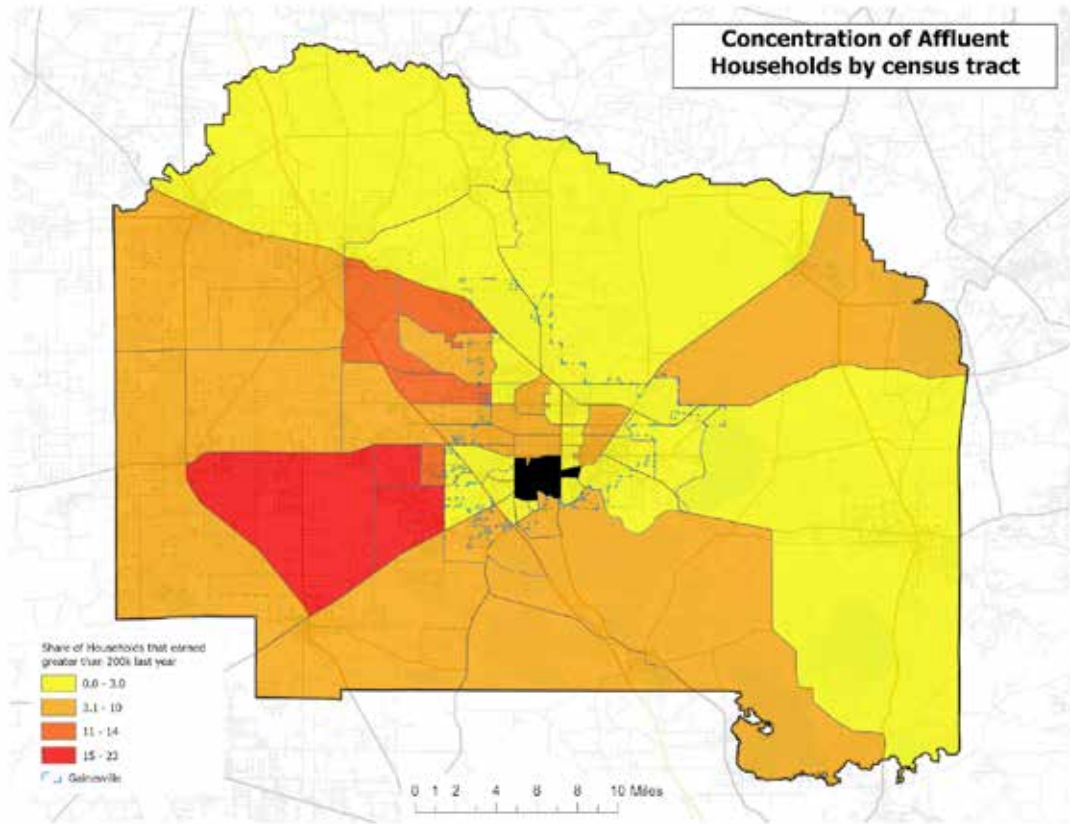 Concentration of Affluent
Households by census tract
Share of Households that earned
greater than 200k last year
0.0 - 3.0
3.1 - 10
11 - 14
15 - 23
Gainesville
0 1 2 4 6 8 10 Miles